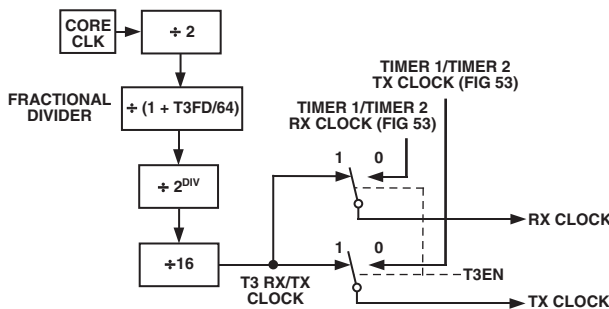 CORE
CLK
÷ 2
TIMER 1/TIMER 2
TX CLOCK (FIG 53)
FRACTIONAL
DIVIDER
÷ (1 + T3FD/64)
TIMER 1/TIMER 2
RX CLOCK (FIG 53)
1 0
÷ 2DIV
RX CLOCK
÷16
1 0
T3 RX/TX
CLOCK
T3EN
TX CLOCK